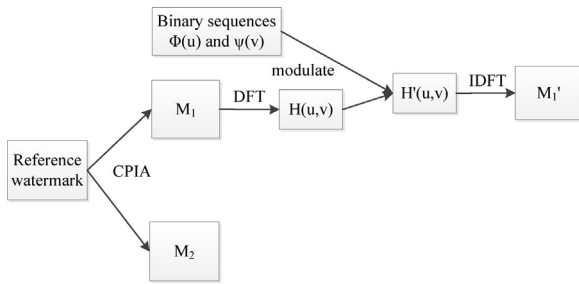 Binary sequences
Φ(u) and ψ(v)
modulate
M₁
DFT
H(u,v)
H'(u,v)
IDFT
M₁'
Reference
watermark
CPIA
M₂